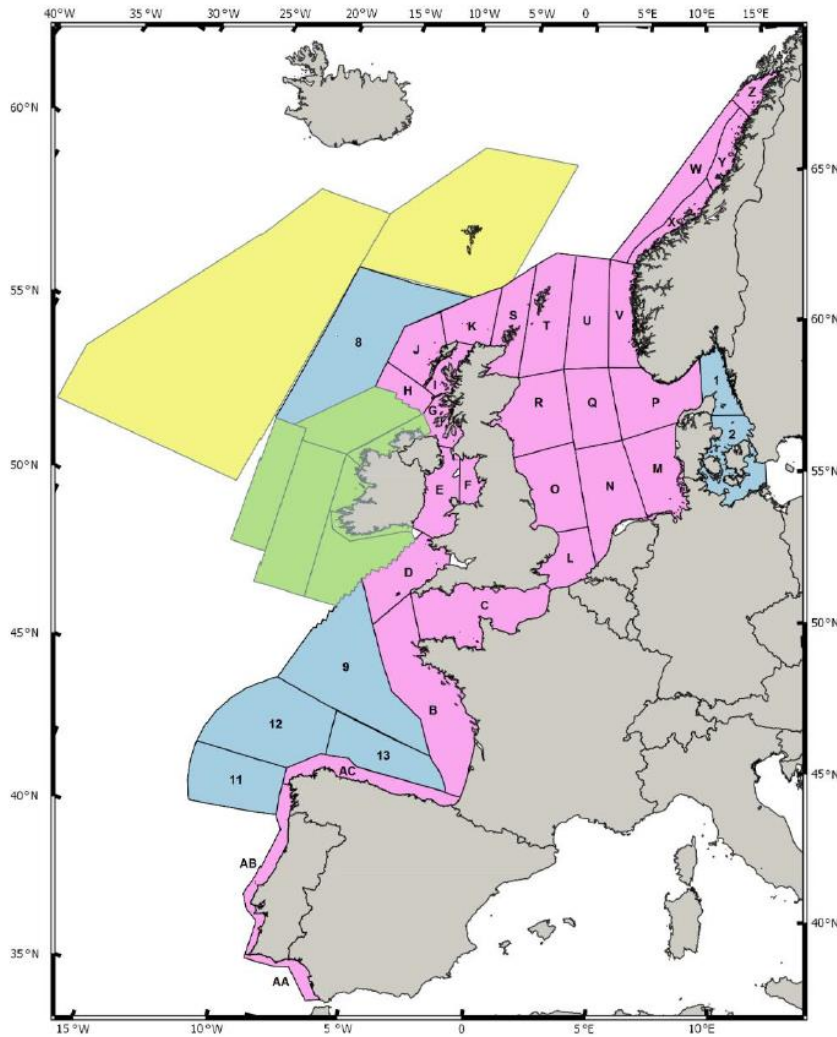 40°W 35°W 30°W 25°W 20°W 15°W 10°W 5°W 0 5°E 10°E 15°E
60°N
Z
65°N
W Y
X
55°N
8 K S T U V 60°N
J
I
H
G
R Q P 1
2
50°N
E F O N M 55°N
D L
C
45°N 50°N
9
B
12
13
11 AC
40°N 45°N
AB
40°N
35°N
AA
15°W 10°W 5°W 0 5°E 10°E